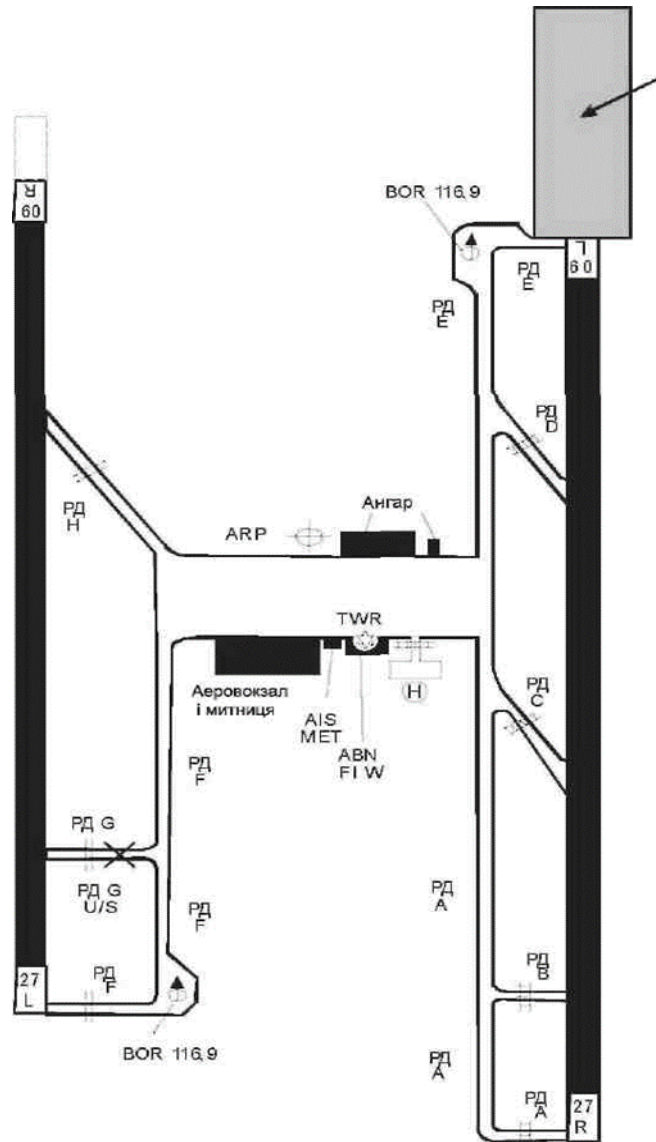 R
60
BOR 116,9
L
60
РД
E
РД
E
РД
D
РД
H
ARP
Ангар
TWR
Аеровокзал
і митниця
AIS
MET
H
РД
C
ABN
FLW
РД
F
РД G
РД G
U/S
РД
A
РД
F
РД
B
27
L
РД
F
BOR 116,9
РД
A
РД
A
27
R